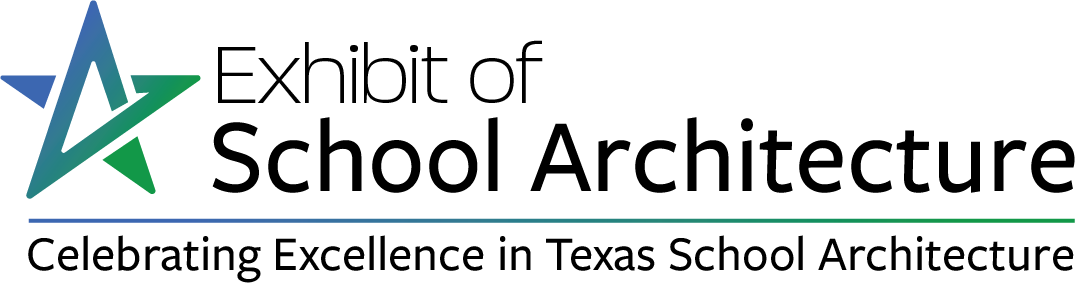 Exhibit of
School Architecture
Celebrating Excellence in Texas School Architecture